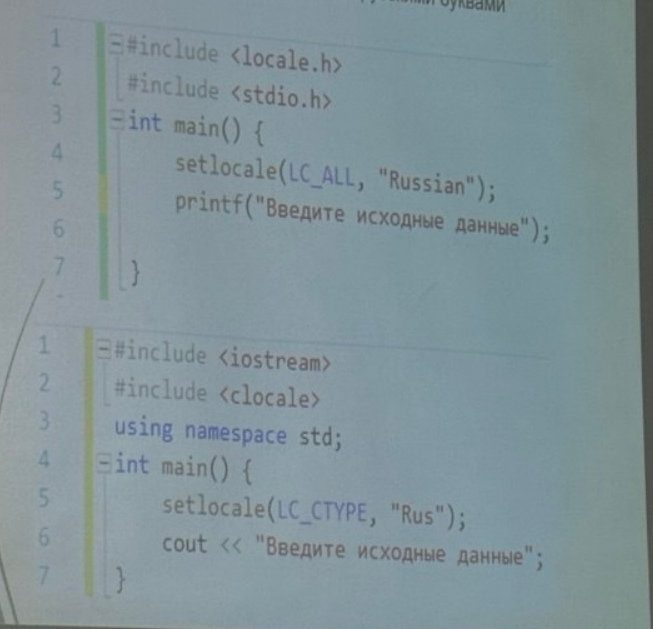 буквами
1 #include <locale.h>
2 #include <stdio.h>
3 int main() {
4 setlocale(LC_ALL, "Russian");
5 printf("Введите исходные данные");
6
7 }
1 #include <iostream>
2 #include <clocale>
3 using namespace std;
4 int main() {
5 setlocale(LC_CTYPE, "Rus");
6 cout << "Введите исходные данные";
7 }